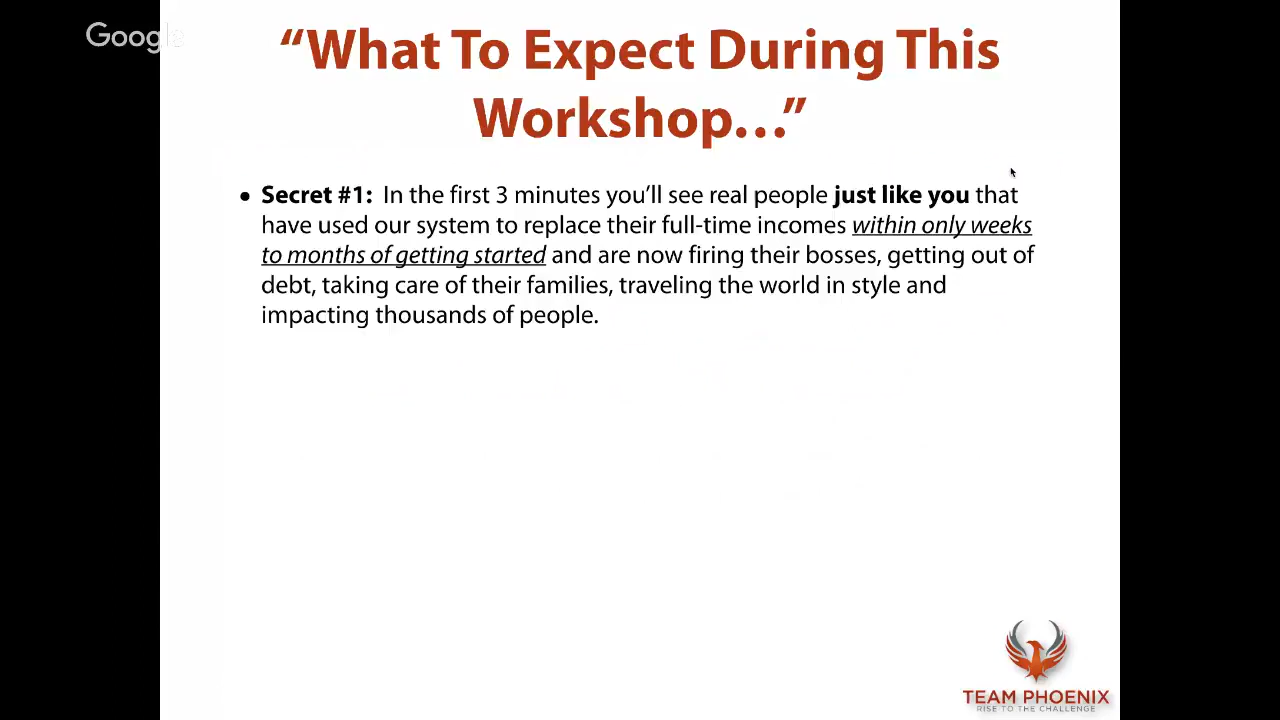 Google
“What To Expect During This
Workshop…”
• Secret #1: In the first 3 minutes you’ll see real people just like you that
have used our system to replace their full-time incomes within only weeks
to months of getting started and are now firing their bosses, getting out of
debt, taking care of their families, traveling the world in style and
impacting thousands of people.
TEAM PHOENIX
RISE TO THE CHALLENGE